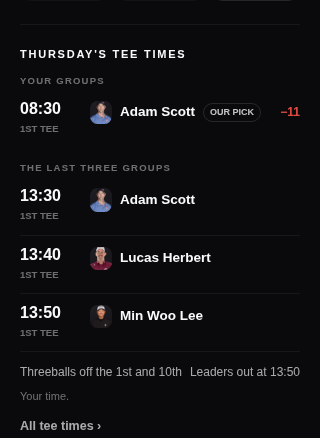 THURSDAY'S TEE TIMES
YOUR GROUPS
08:30 Adam Scott OUR PICK −11
1ST TEE
THE LAST THREE GROUPS
13:30 Adam Scott
1ST TEE
13:40 Lucas Herbert
1ST TEE
13:50 Min Woo Lee
1ST TEE
Threeballs off the 1st and 10th Leaders out at 13:50
Your time.
All tee times ›